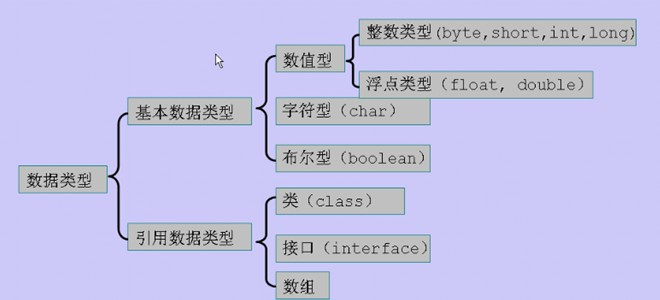 整数类型(byte,short,int,long)
数值型
浮点类型（float, double）
基本数据类型
字符型（char）
布尔型（boolean）
数据类型
类（class）
引用数据类型
接口（interface）
数组